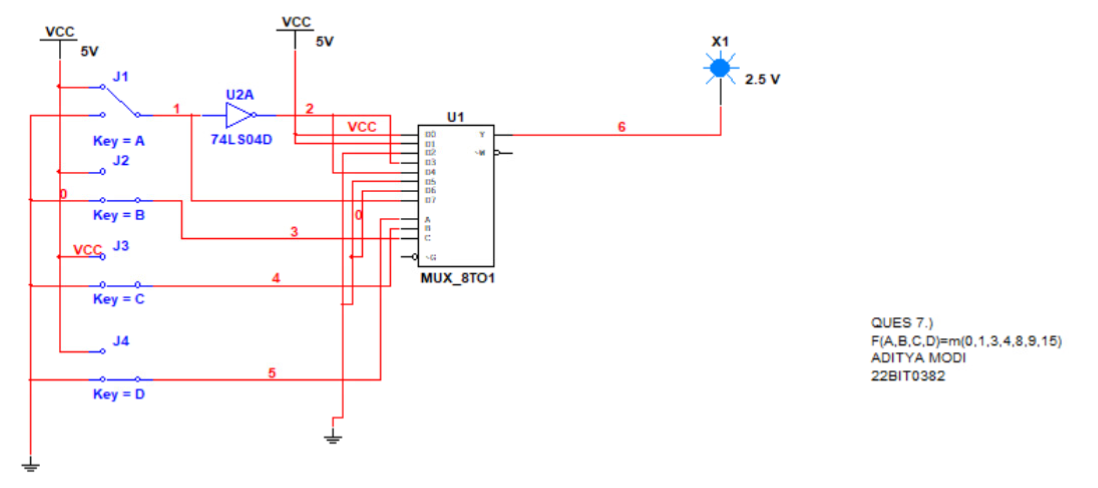 VCC
5V
VCC
5V
X1
2.5 V
J1
1
U2A
2
74LS04D
Key = A
VCC
U1
6
D0
D1
D2
D3
D4
D5
D6
D7
A
B
C
~G
Y
~W
MUX_8TO1
J2
0
Key = B
0
3
VCC
J3
4
Key = C
J4
5
Key = D
QUES 7.)
F(A,B,C,D)=m(0,1,3,4,8,9,15)
ADITYA MODI
22BIT0382